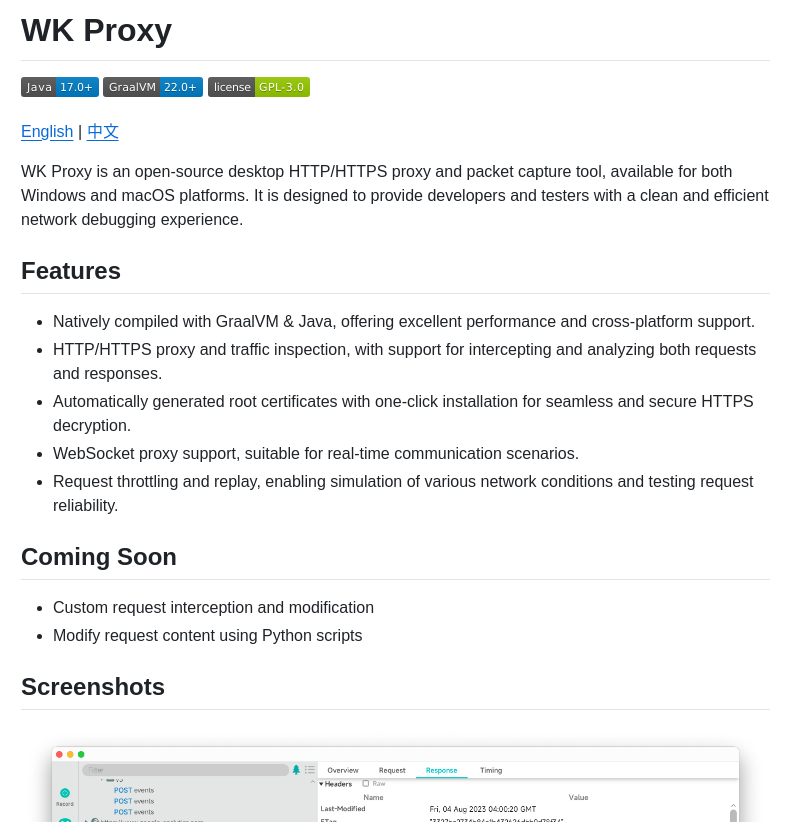 WK Proxy
Java 17.0+ GraalVM 22.0+ license GPL-3.0
English | 中文
WK Proxy is an open-source desktop HTTP/HTTPS proxy and packet capture tool, available for both
Windows and macOS platforms. It is designed to provide developers and testers with a clean and efficient
network debugging experience.
Features
Natively compiled with GraalVM & Java, offering excellent performance and cross-platform support.
HTTP/HTTPS proxy and traffic inspection, with support for intercepting and analyzing both requests
and responses.
Automatically generated root certificates with one-click installation for seamless and secure HTTPS
decryption.
WebSocket proxy support, suitable for real-time communication scenarios.
Request throttling and replay, enabling simulation of various network conditions and testing request
reliability.
Coming Soon
Custom request interception and modification
Modify request content using Python scripts
Screenshots
Filter
Overview Request Response Timing
Headers Raw
POST events
Name Value
POST events
Record
Last-Modified Fri, 04 Aug 2023 04:00:20 GMT
POST events